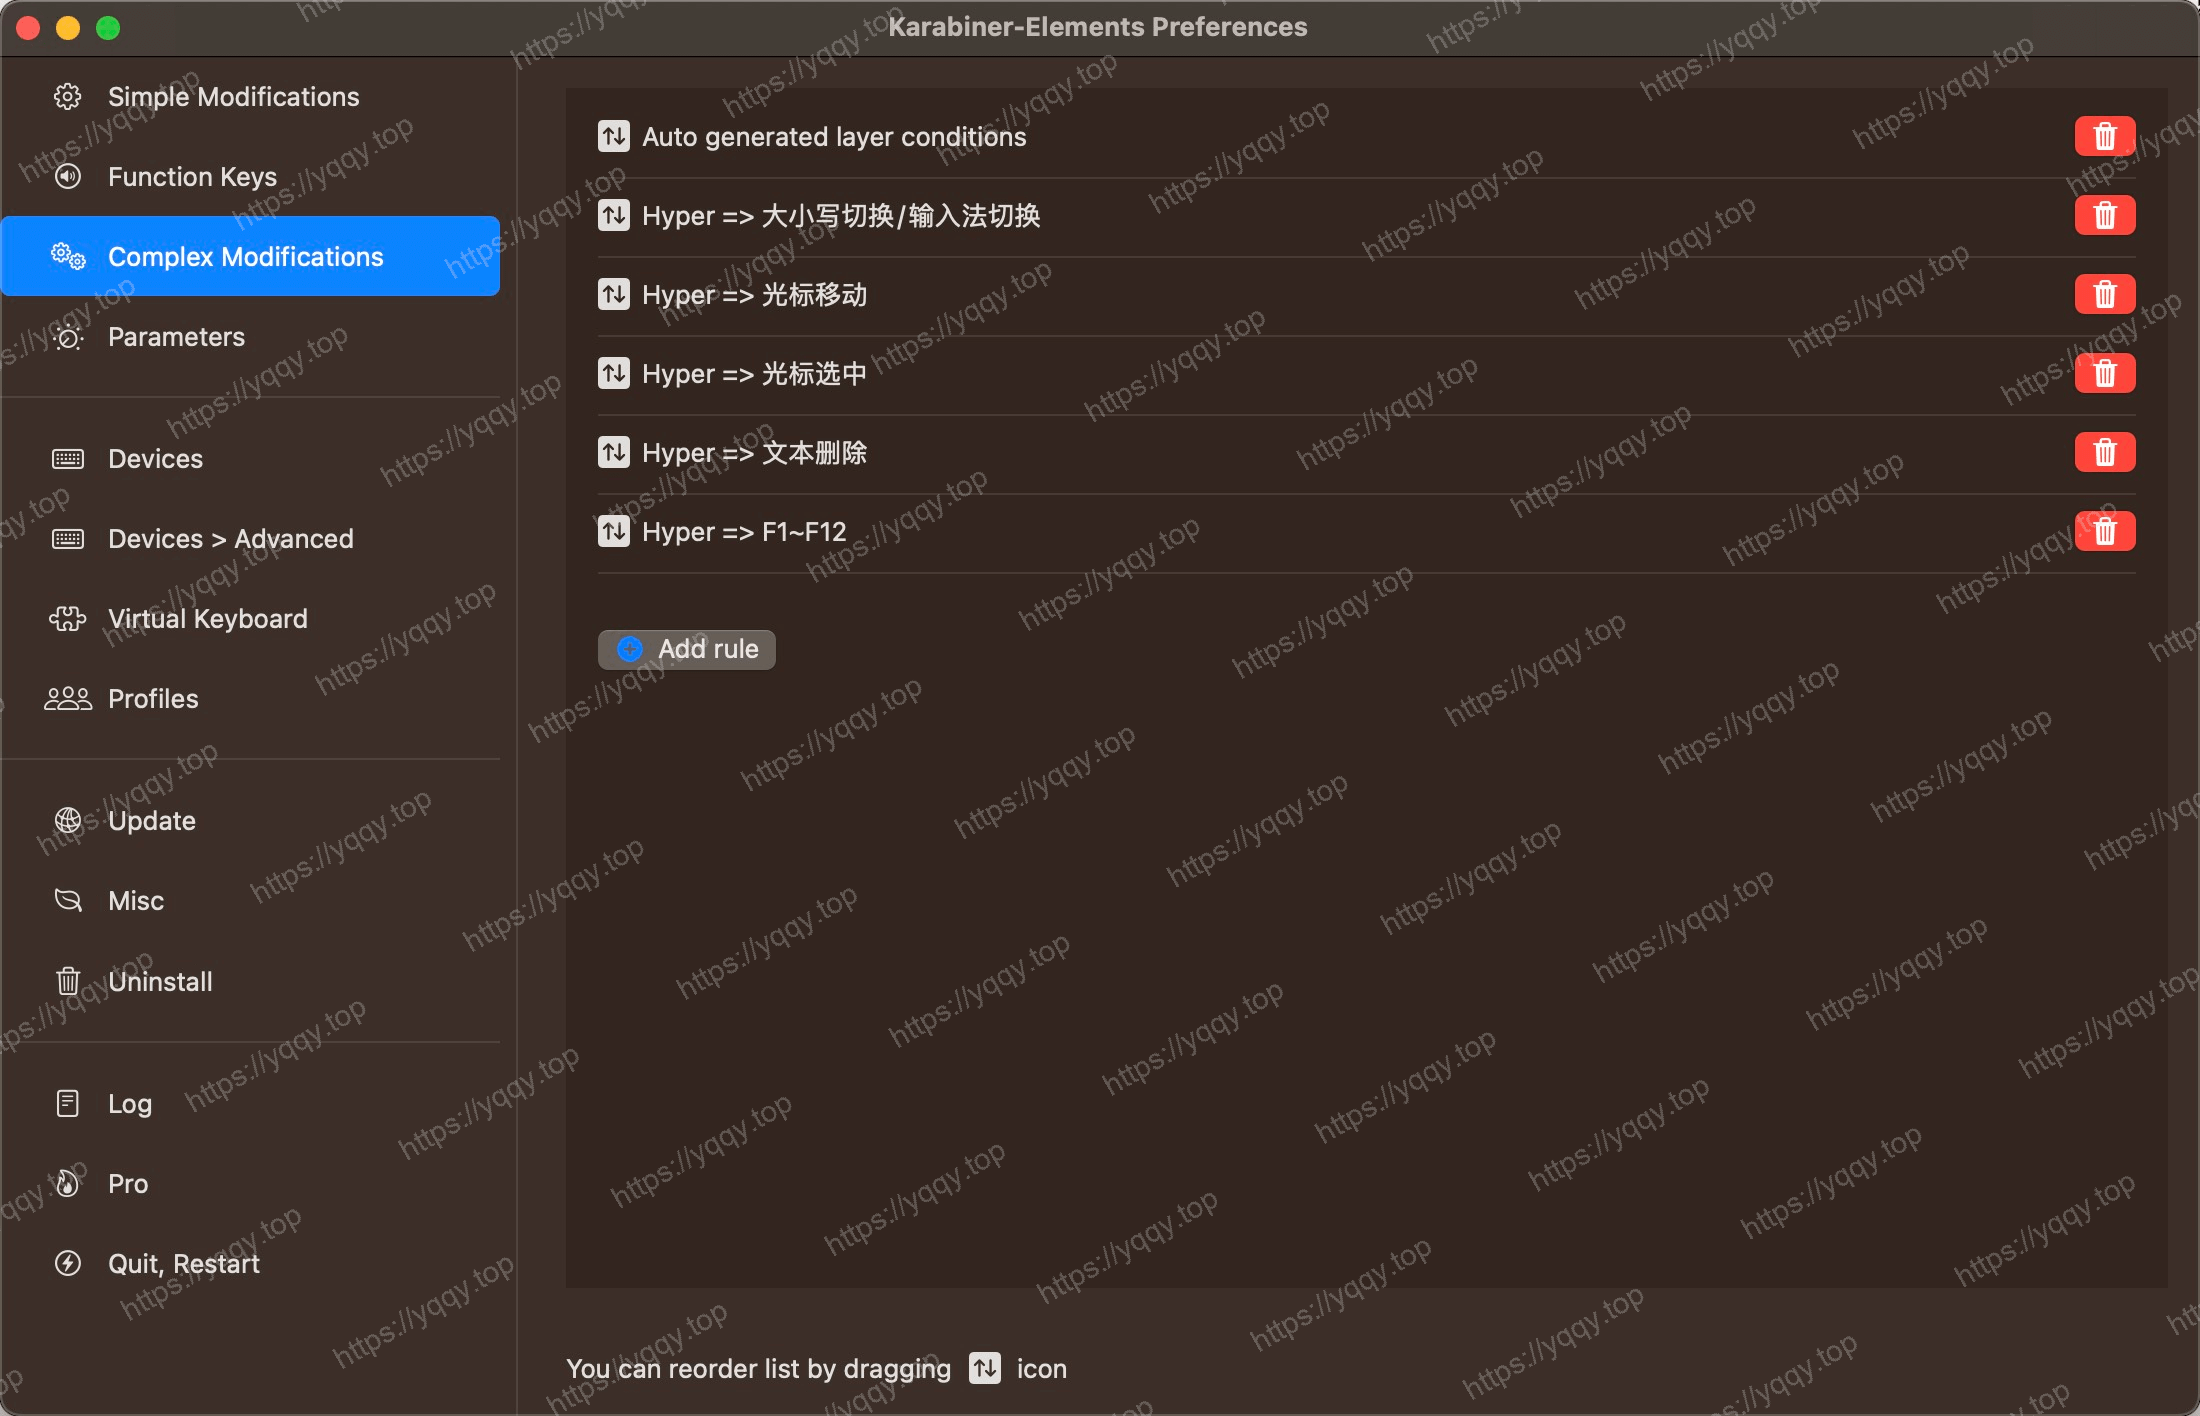 Karabiner-Elements Preferences
Simple Modifications
Function Keys
Complex Modifications
Parameters
Devices
Devices > Advanced
Virtual Keyboard
Profiles
Update
Misc
Uninstall
Log
Pro
Quit, Restart
Auto generated layer conditions
Hyper => 大小写切换/输入法切换
Hyper => 光标移动
Hyper => 光标选中
Hyper => 文本删除
Hyper => F1~F12
Add rule
You can reorder list by dragging icon
https://yqqy.top